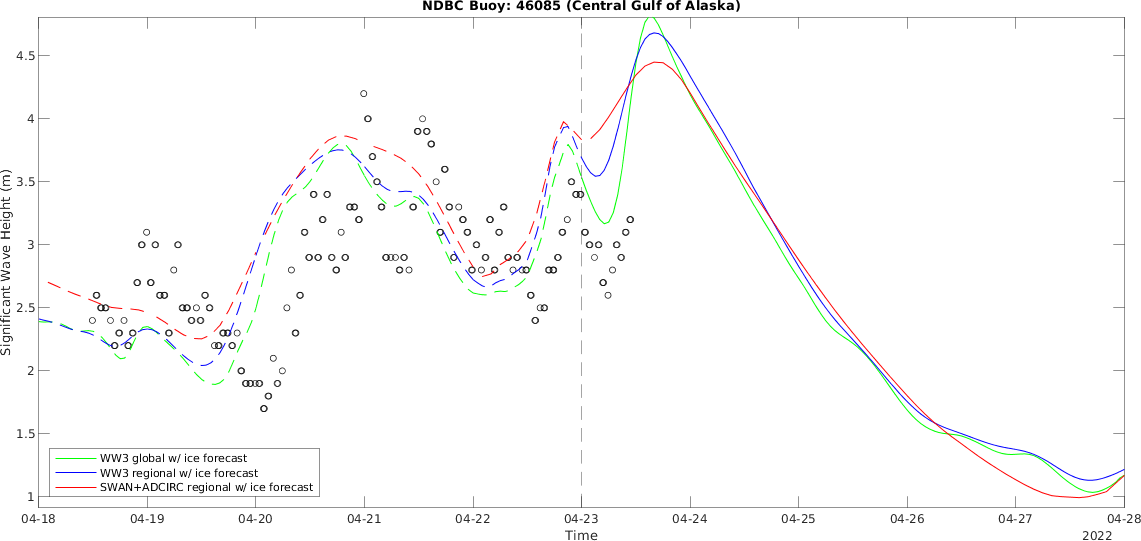 NDBC Buoy: 46085 (Central Gulf of Alaska)
Significant Wave Height (m)
4.5
4
3.5
3
2.5
2
1.5
1
WW3 global w/ ice forecast
WW3 regional w/ ice forecast
SWAN+ADCIRC regional w/ ice forecast
04-18 04-19 04-20 04-21 04-22 04-23 04-24 04-25 04-26 04-27 04-28
Time
2022